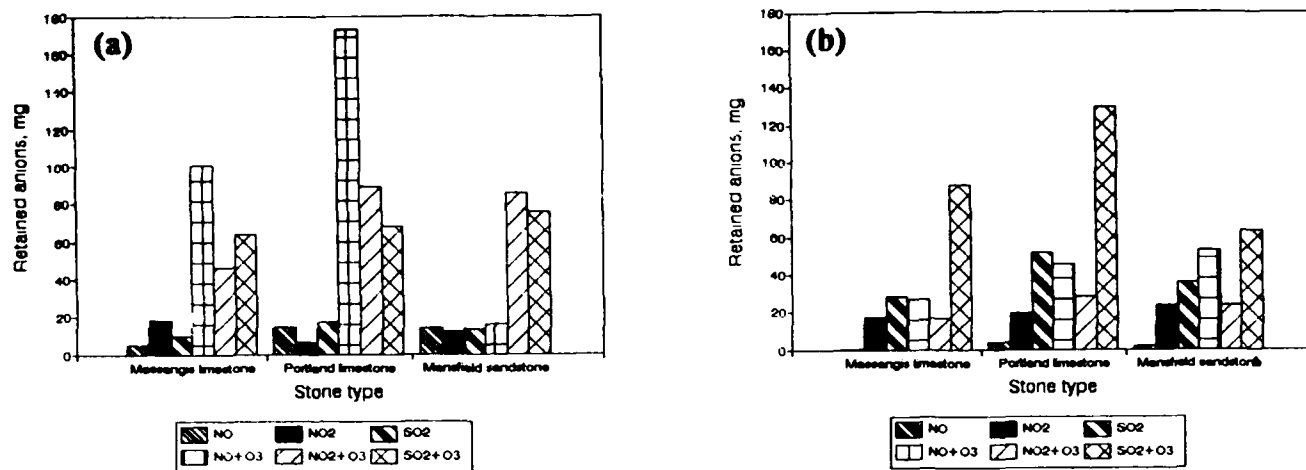 (a)
180
160
140
120
100
80
60
40
20
0
Retained anions, mg
Massangis limestone Portland limestone Mansfield sandstone
Stone type
NO NO2 SO2
NO+O3 NO2+O3 SO2+O3
(b)
180
160
140
120
100
80
60
40
20
0
Retained anions, mg
Massangis limestone Portland limestone Mansfield sandstone
Stone type
NO NO2 SO2
NO+O3 NO2+O3 SO2+O3